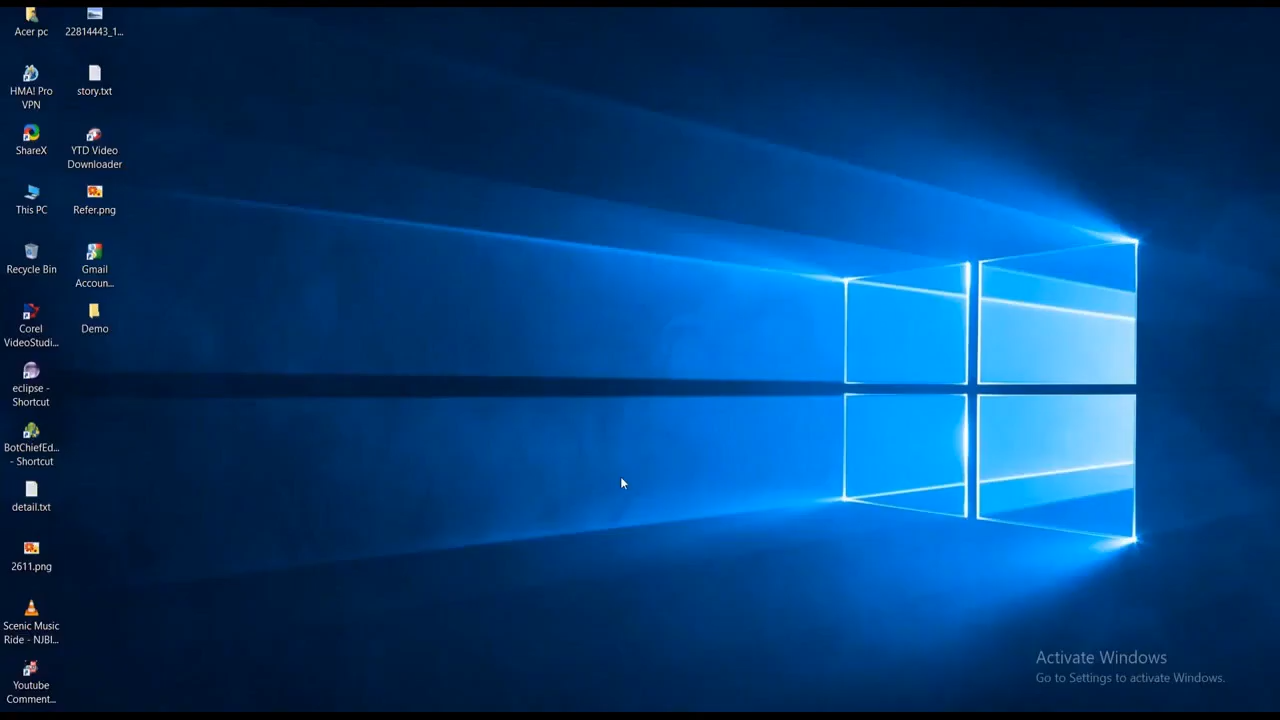 Acer pc
22814443_1...
HMA! Pro
VPN
story.txt
ShareX
YTD Video
Downloader
This PC
Refer.png
Recycle Bin
Gmail
Accoun...
Corel
VideoStudi...
Demo
eclipse -
Shortcut
BotChiefEd...
- Shortcut
detail.txt
2611.png
Scenic Music
Ride - NJBI...
Youtube
Comment...
Activate Windows
Go to Settings to activate Windows.